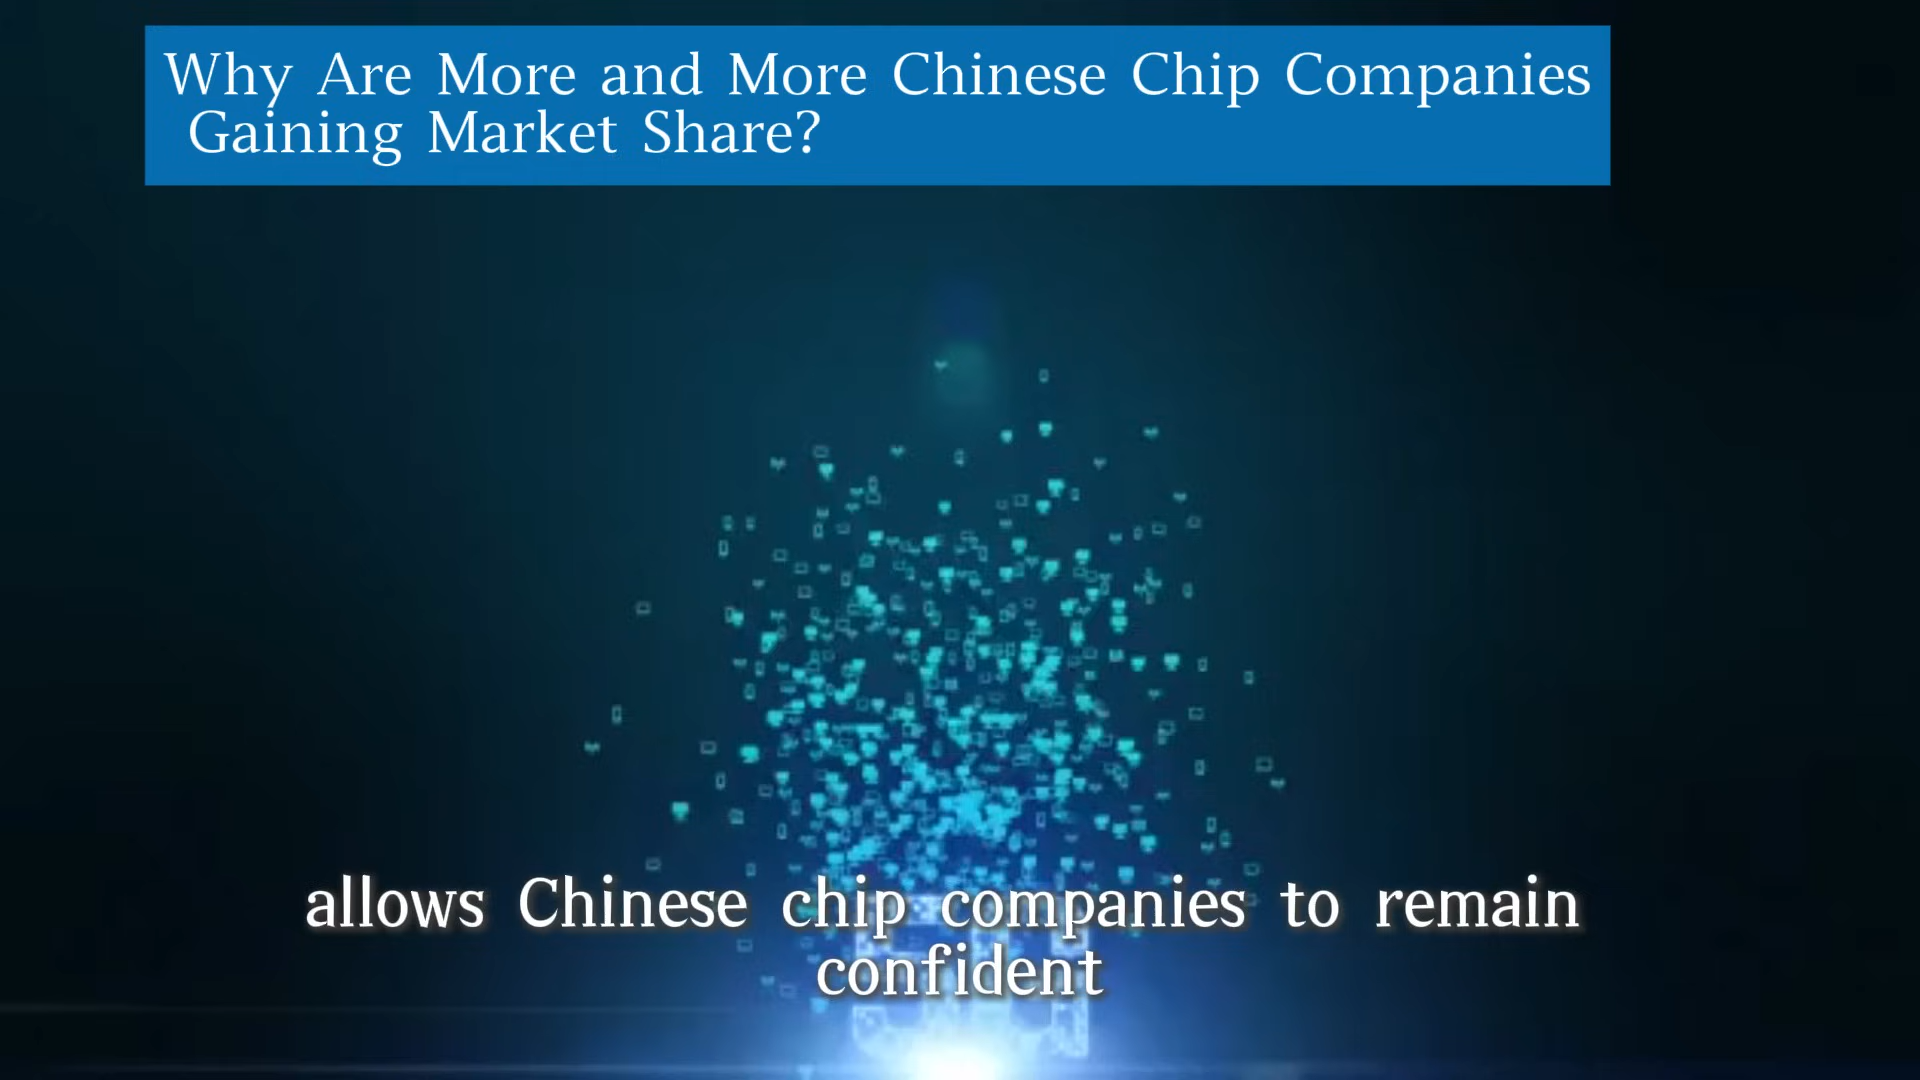 Why Are More and More Chinese Chip Companies
Gaining Market Share?
allows Chinese chip companies to remain
confident